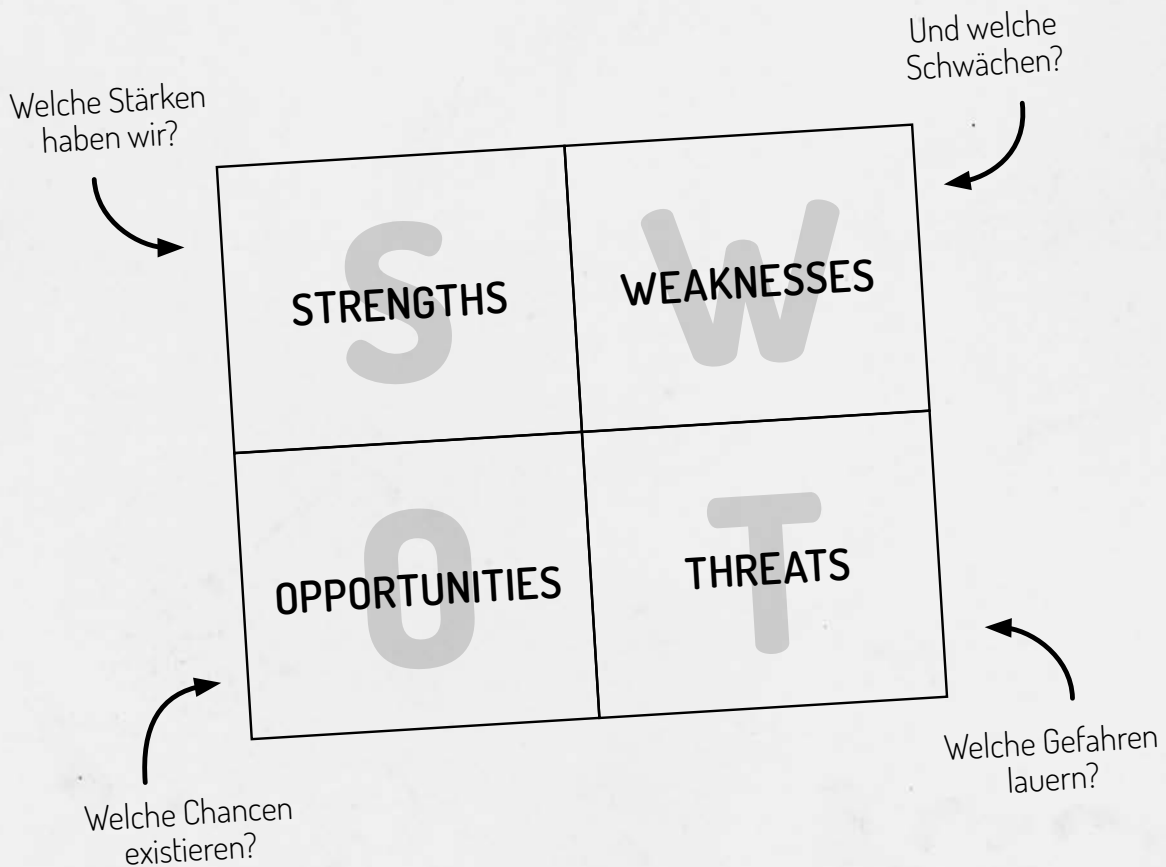 Welche Stärken
haben wir?
Und welche
Schwächen?
S
STRENGTHS
W
WEAKNESSES
O
OPPORTUNITIES
T
THREATS
Welche Chancen
existieren?
Welche Gefahren
lauern?